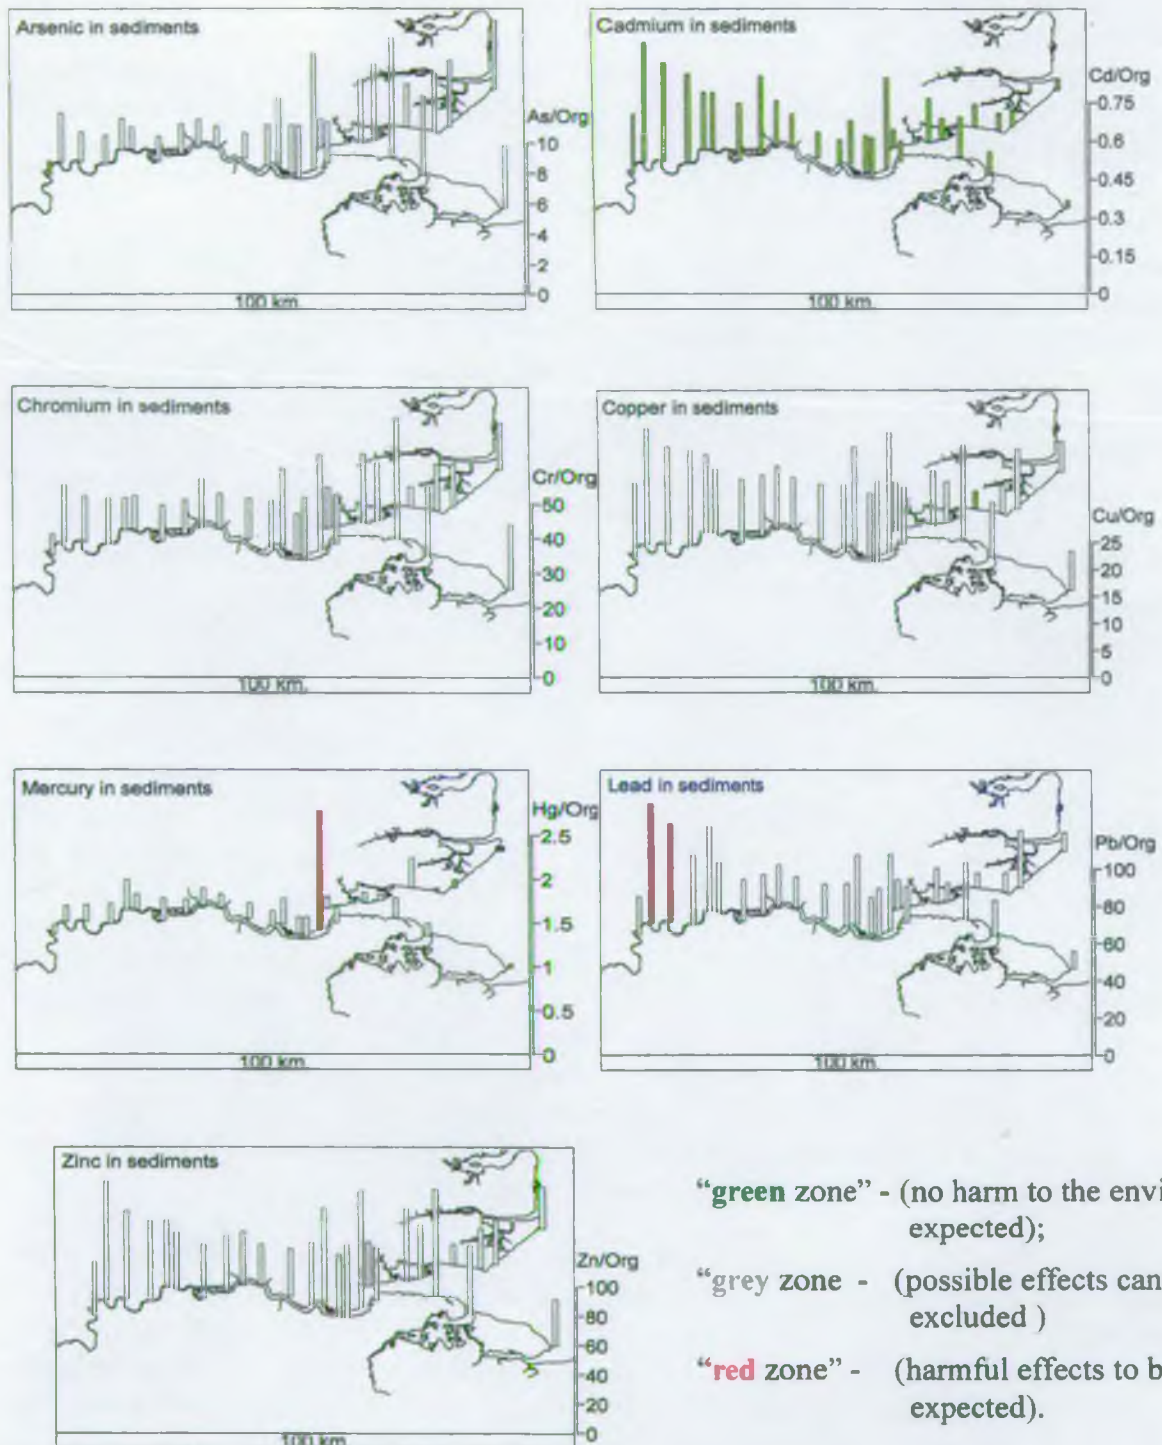 Arsenic in sediments
As/Org
10
8
6
4
2
0
100 km.
Cadmium in sediments
Cd/Org
0.75
0.6
0.45
0.3
0.15
0
100 km.
Chromium in sediments
Cr/Org
50
40
30
20
10
0
100 km.
Copper in sediments
Cu/Org
25
20
15
10
5
0
100 km.
Mercury in sediments
Hg/Org
2.5
2
1.5
1
0.5
0
100 km.
Lead in sediments
Pb/Org
100
80
60
40
20
0
100 km.
Zinc in sediments
Zn/Org
100
80
60
40
20
0
100 km.
“green zone” - (no harm to the envi
expected);
“grey zone - (possible effects can
excluded )
“red zone” - (harmful effects to b
expected).